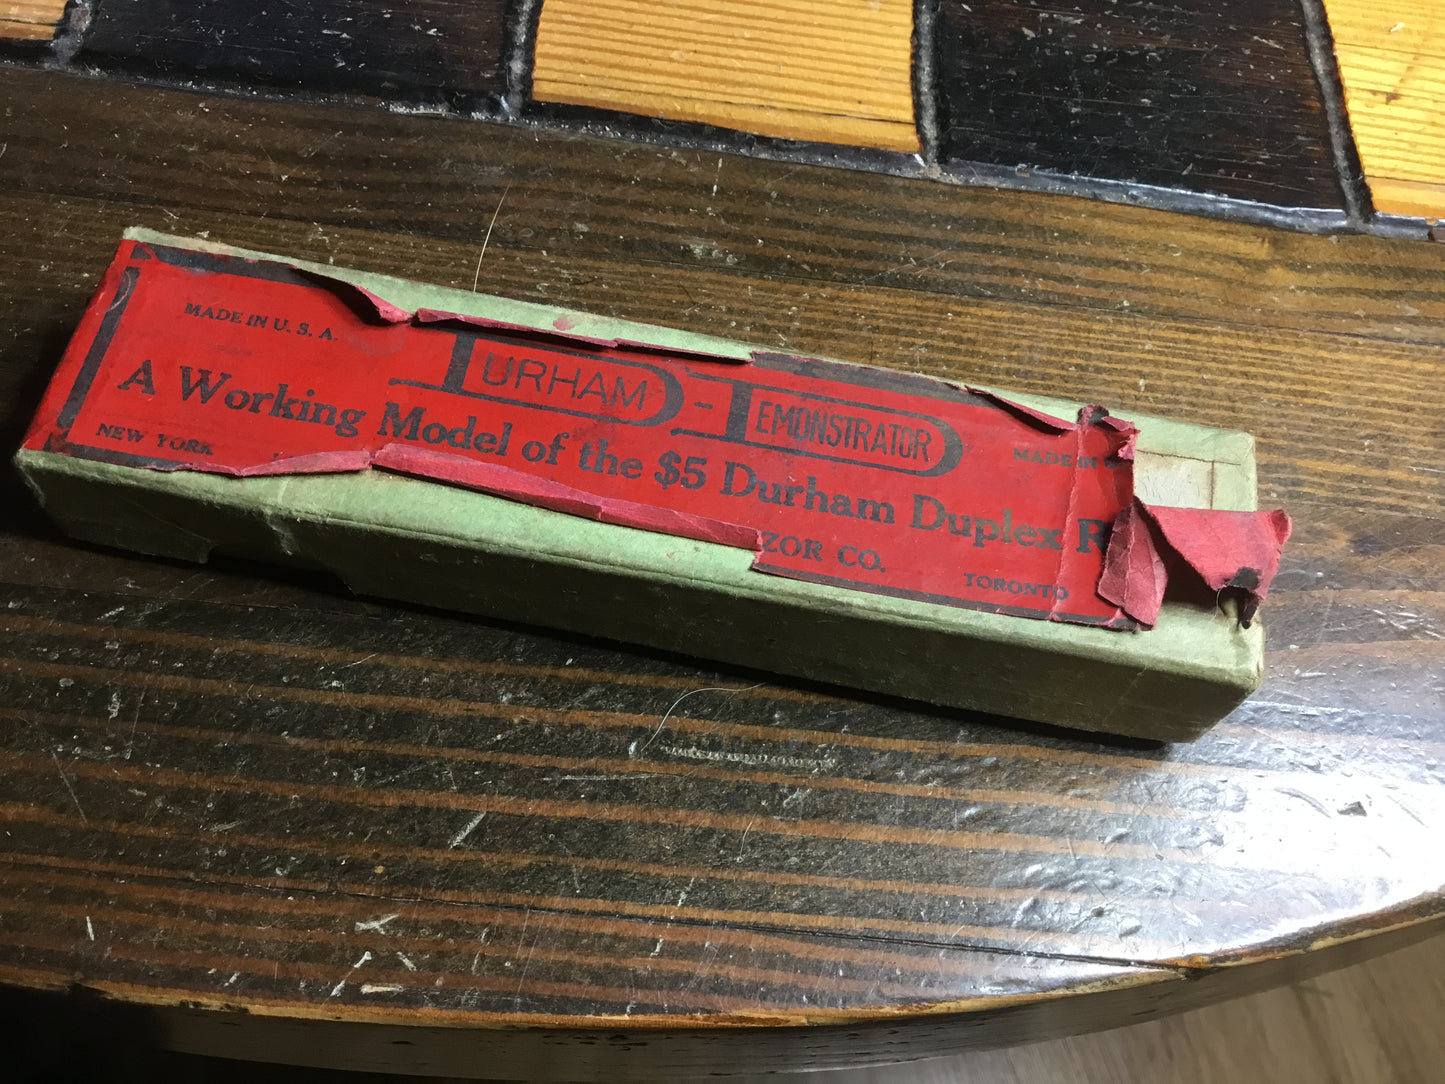 MADE IN U. S. A.
DURHAM-DEMONSTRATOR
MADE IN
A Working Model of the $5 Durham Duplex R
NEW YORK
ZOR CO.
TORONTO